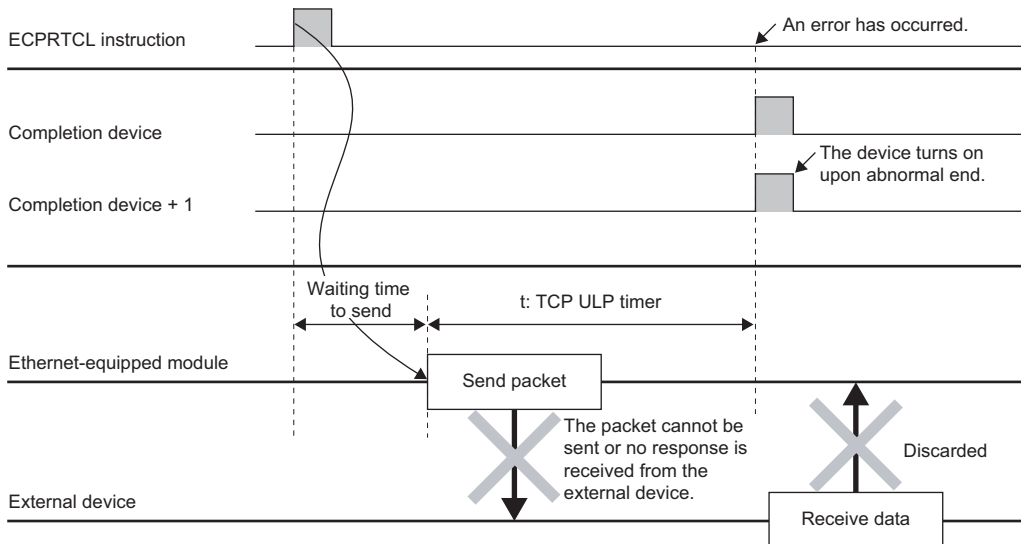 ECPRTCL instruction
An error has occurred.
Completion device
The device turns on
upon abnormal end.
Completion device + 1
Waiting time
to send
t: TCP ULP timer
Ethernet-equipped module
Send packet
The packet cannot be
sent or no response is
received from the
external device.
Discarded
External device
Receive data